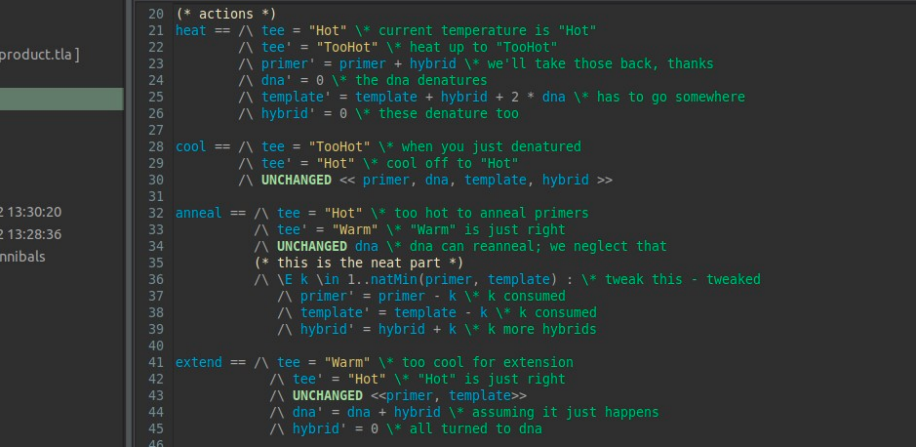 product.tla ]
2 13:30:20
2 13:28:36
nnibals
20 (* actions *)
21 heat == /\ tee = "Hot" \* current temperature is "Hot"
22 /\ tee' = "TooHot" \* heat up to "TooHot"
23 /\ primer' = primer + hybrid \* we'll take those back, thanks
24 /\ dna' = 0 \* the dna denatures
25 /\ template' = template + hybrid + 2 * dna \* has to go somewhere
26 /\ hybrid' = 0 \* these denature too
27
28 cool == /\ tee = "TooHot" \* when you just denatured
29 /\ tee' = "Hot" \* cool off to "Hot"
30 /\ UNCHANGED << primer, dna, template, hybrid >>
31
32 anneal == /\ tee = "Hot" \* too hot to anneal primers
33 /\ tee' = "Warm" \* "Warm" is just right
34 /\ UNCHANGED dna \* dna can reanneal; we neglect that
35 (* this is the neat part *)
36 /\ \E k \in 1..natMin(primer, template) : \* tweak this - tweaked
37 /\ primer' = primer - k \* k consumed
38 /\ template' = template - k \* k consumed
39 /\ hybrid' = hybrid + k \* k more hybrids
40
41 extend == /\ tee = "Warm" \* too cool for extension
42 /\ tee' = "Hot" \* "Hot" is just right
43 /\ UNCHANGED <<primer, template>>
44 /\ dna' = dna + hybrid \* assuming it just happens
45 /\ hybrid' = 0 \* all turned to dna
46